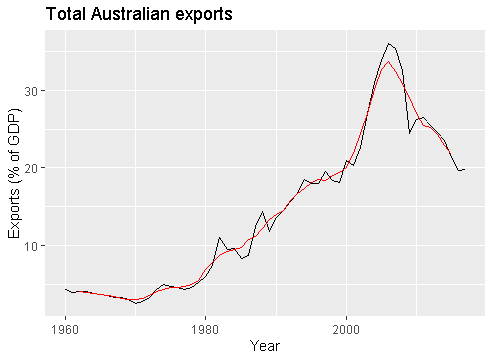 Total Australian exports
Exports (% of GDP)
30
20
10
1960 1980 2000
Year